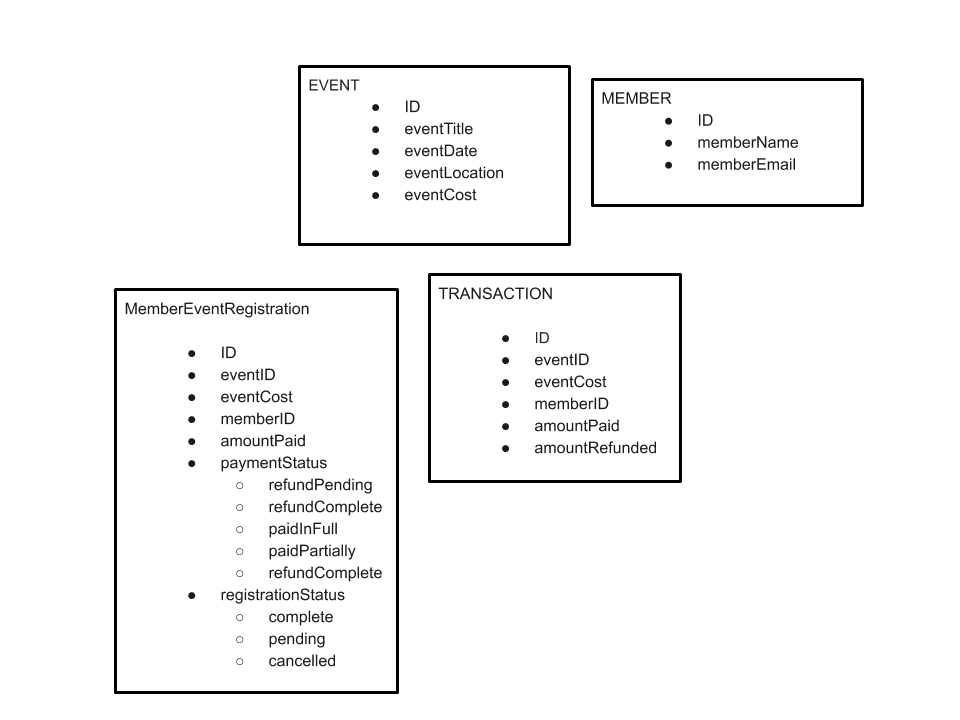 EVENT
● ID
● eventTitle
● eventDate
● eventLocation
● eventCost
MEMBER
● ID
● memberName
● memberEmail
MemberEventRegistration
● ID
● eventID
● eventCost
● memberID
● amountPaid
● paymentStatus
○ refundPending
○ refundComplete
○ paidInFull
○ paidPartially
○ refundComplete
● registrationStatus
○ complete
○ pending
○ cancelled
TRANSACTION
● ID
● eventID
● eventCost
● memberID
● amountPaid
● amountRefunded